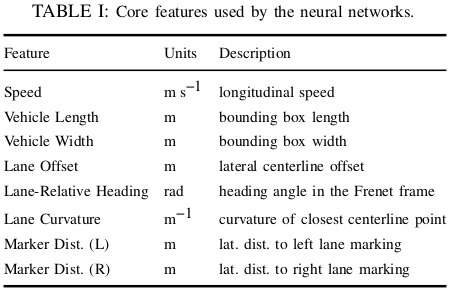 TABLE I: Core features used by the neural networks.
Feature Units Description
Speed m s⁻¹ longitudinal speed
Vehicle Length m bounding box length
Vehicle Width m bounding box width
Lane Offset m lateral centerline offset
Lane-Relative Heading rad heading angle in the Frenet frame
Lane Curvature m⁻¹ curvature of closest centerline point
Marker Dist. (L) m lat. dist. to left lane marking
Marker Dist. (R) m lat. dist. to right lane marking